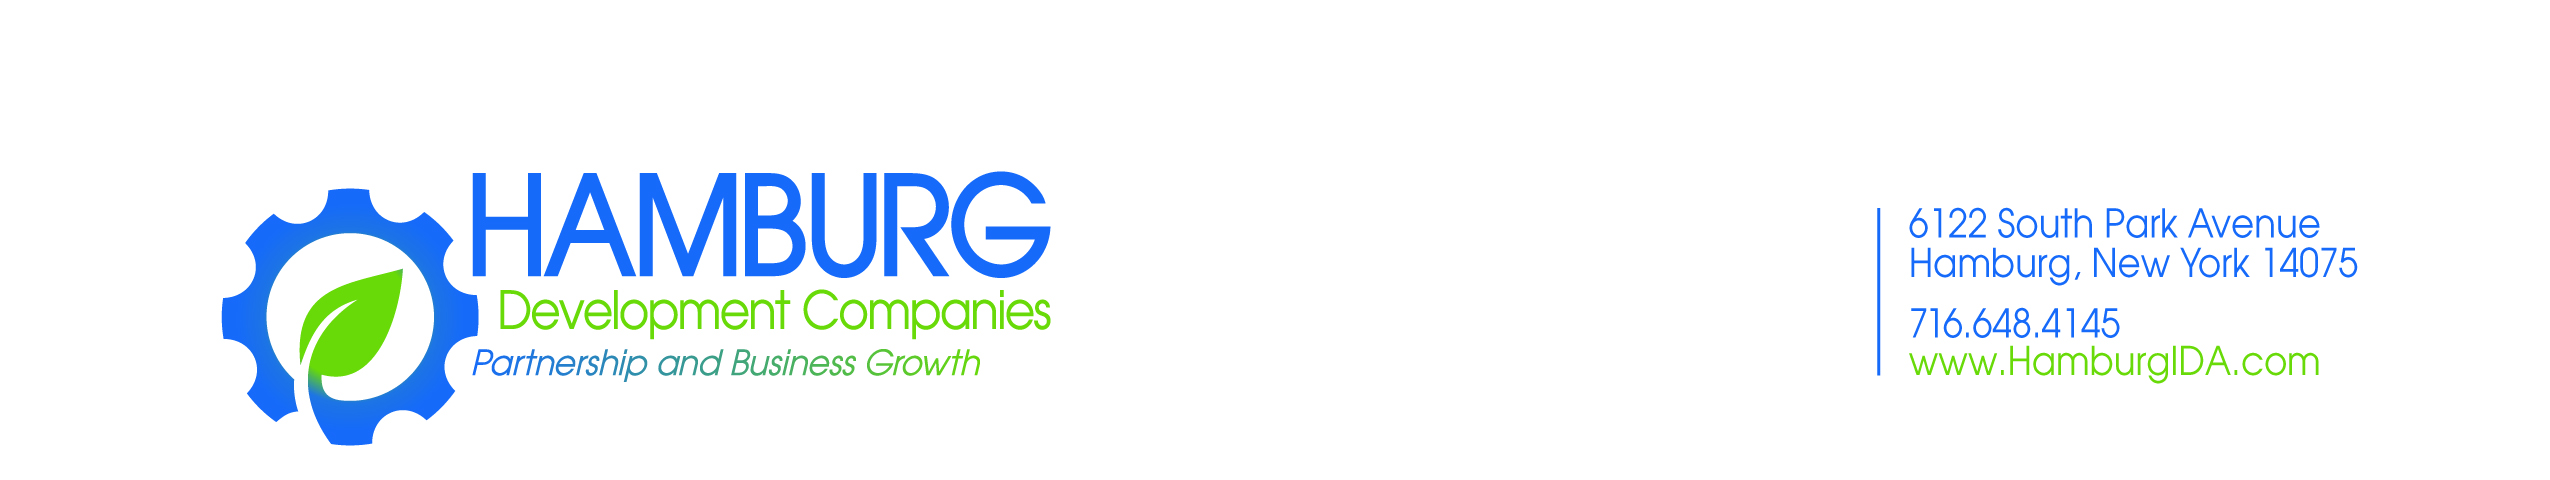 HAMBURG
Development Companies
Partnership and Business Growth
6122 South Park Avenue
Hamburg, New York 14075
716.648.4145
www.HamburgIDA.com